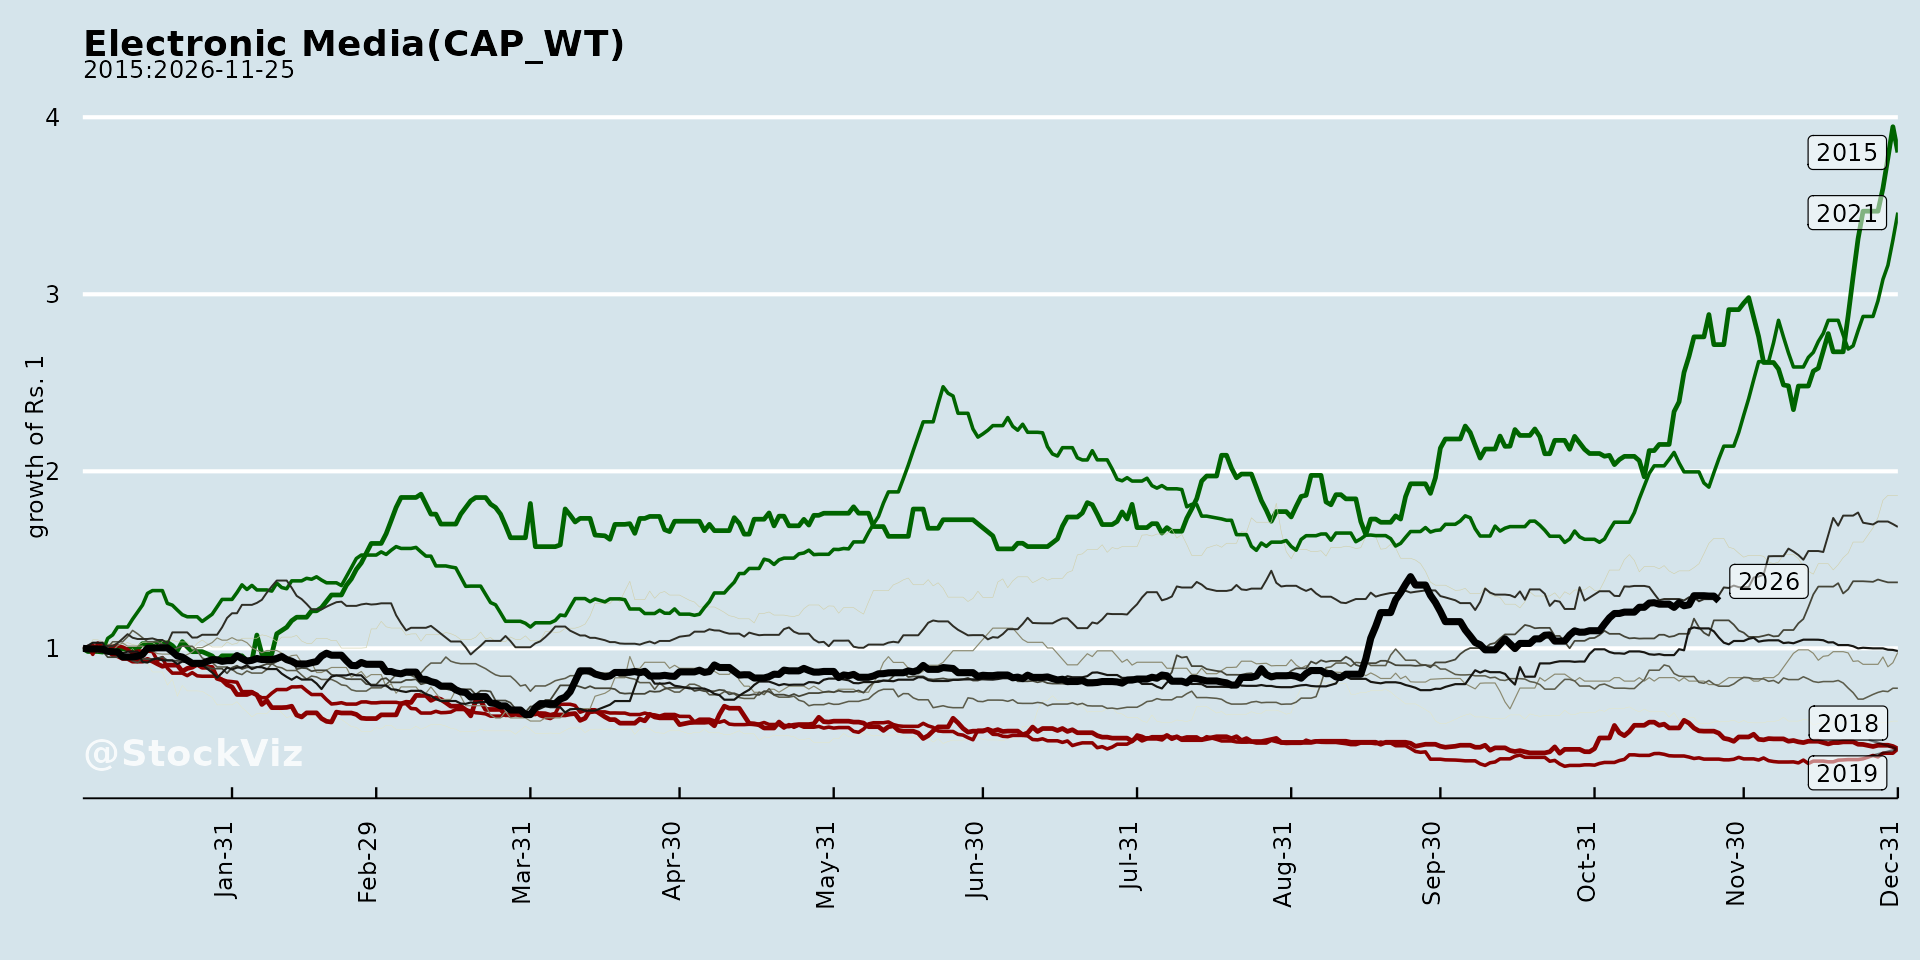 Electronic Media(CAP_WT)
2015:2026-11-25
growth of Rs. 1
4
3
2
1
2015
2021
2026
2018
2019
@StockViz
Jan-31
Feb-29
Mar-31
Apr-30
May-31
Jun-30
Jul-31
Aug-31
Sep-30
Oct-31
Nov-30
Dec-31